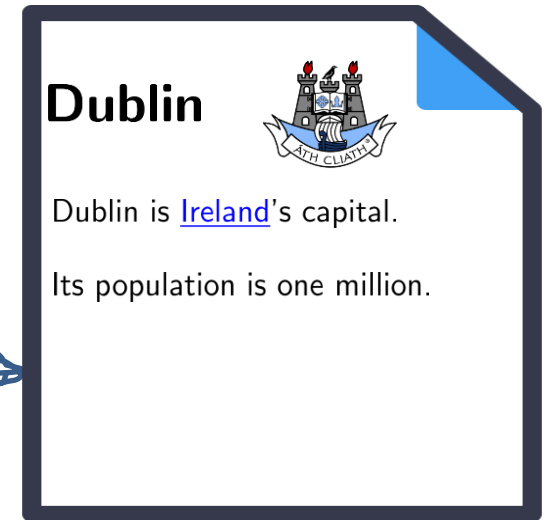 Dublin
ÁTH CLIATH
Dublin is Ireland's capital.
Its population is one million.